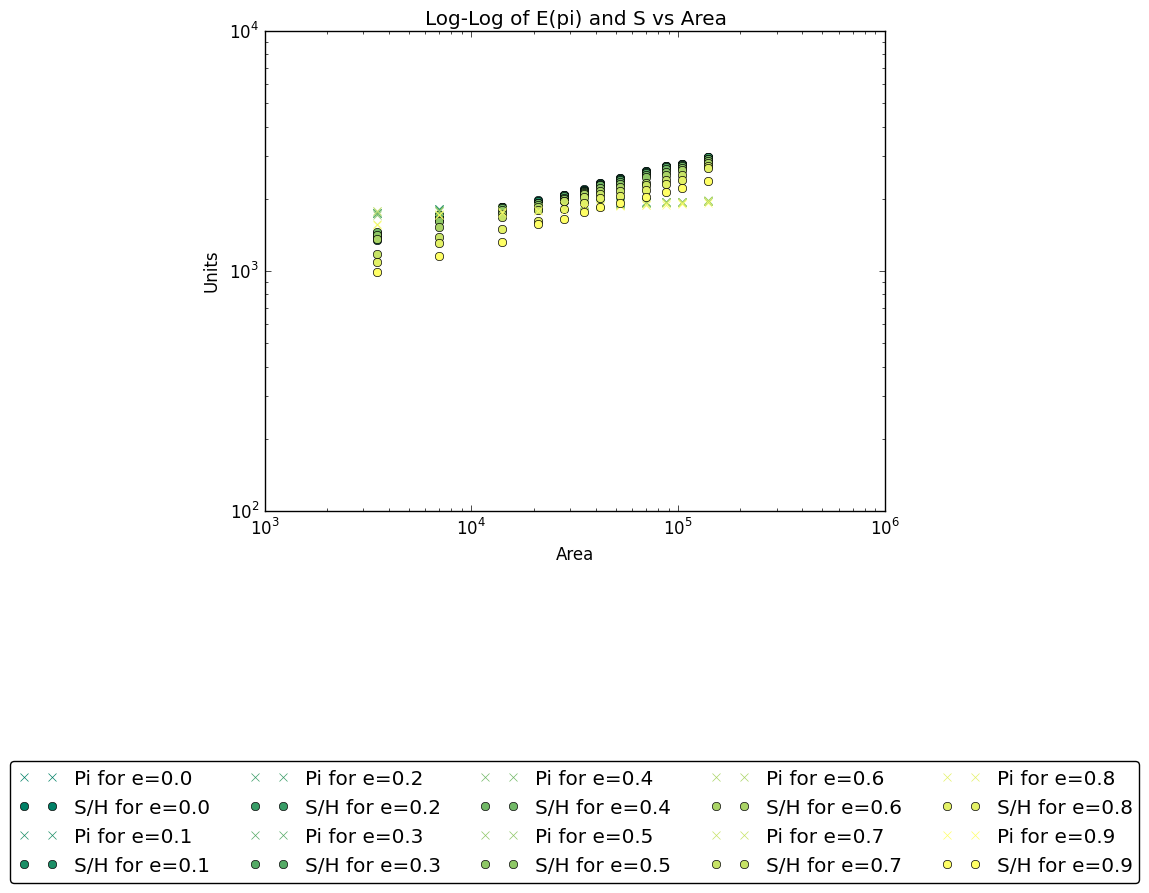 Log-Log of E(pi) and S vs Area
10^4
10^3
10^2
Units
10^3 10^4 10^5 10^6
Area
Pi for e=0.0 Pi for e=0.2 Pi for e=0.4 Pi for e=0.6 Pi for e=0.8
S/H for e=0.0 S/H for e=0.2 S/H for e=0.4 S/H for e=0.6 S/H for e=0.8
Pi for e=0.1 Pi for e=0.3 Pi for e=0.5 Pi for e=0.7 Pi for e=0.9
S/H for e=0.1 S/H for e=0.3 S/H for e=0.5 S/H for e=0.7 S/H for e=0.9